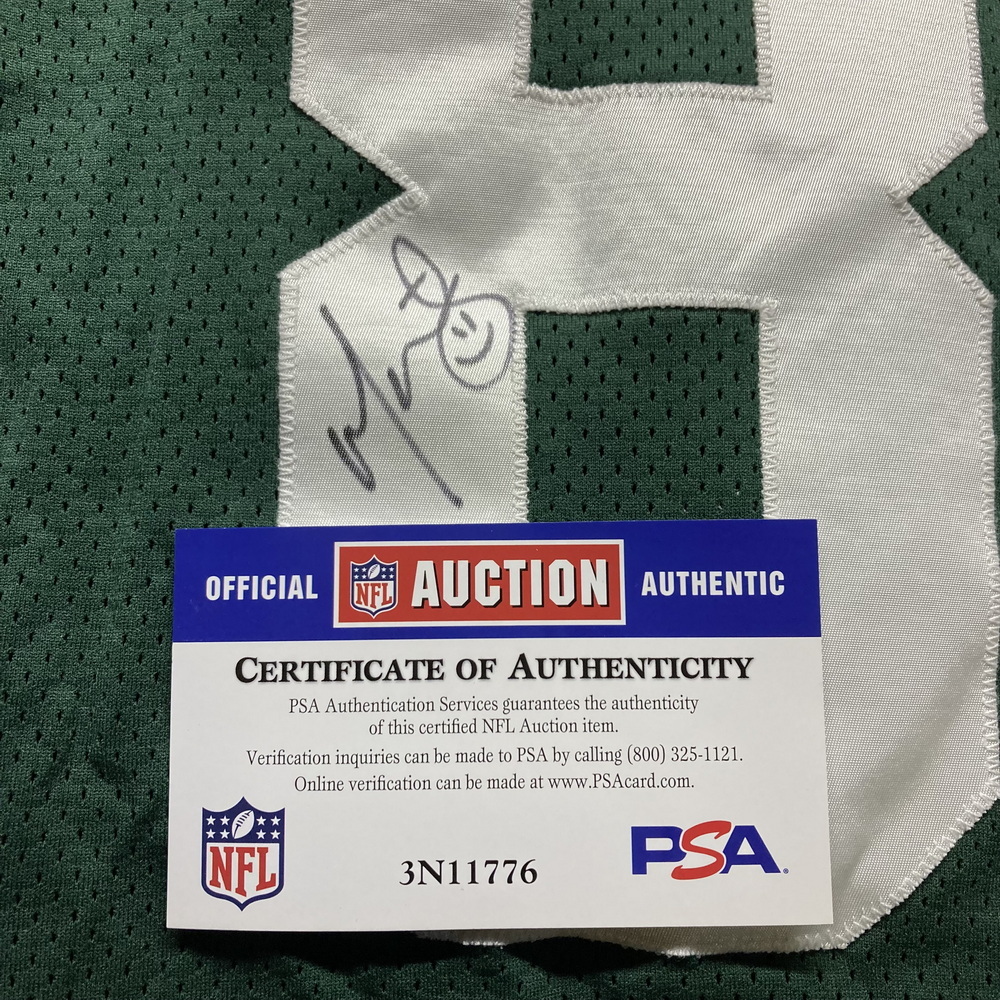 8
OFFICIAL NFL AUCTION AUTHENTIC
CERTIFICATE OF AUTHENTICITY
PSA Authentication Services guarantees the authenticity
of this certified NFL Auction item.
Verification inquiries can be made to PSA by calling (800) 325-1121.
Online verification can be made at www.PSAcard.com.
NFL
3N11776
PSA